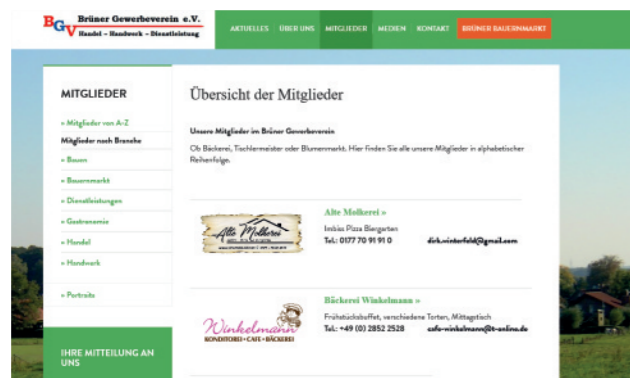 BGV Brüner Gewerbeverein e.V.
Handel – Handwerk – Dienstleistung
AKTUELLES ÜBER UNS MITGLIEDER MEDIEN KONTAKT BRÜNER BAUERNMARKT
MITGLIEDER
» Mitglieder von A-Z
Mitglieder nach Branche
» Bauen
» Bauernmarkt
» Dienstleistungen
» Gastronomie
» Handel
» Handwerk
» Portraits
IHRE MITTEILUNG AN
UNS
Übersicht der Mitglieder
Unsere Mitglieder im Brüner Gewerbeverein
Ob Bäckerei, Tischlermeister oder Blumenmarkt. Hier finden Sie alle unsere Mitglieder in alphabetischer
Reihenfolge.
Alte Molkerei
Alte Molkerei »
Imbiss Pizza Biergarten
Tel.: 0177 70 91 91 0 dirk.winterfeld@gmail.com
Winkelmann
KONDITOREI • CAFE • BÄCKEREI
Bäckerei Winkelmann »
Frühstücksbuffet, verschiedene Torten, Mittagstisch
Tel.: +49 (0) 2852 2528 cafe-winkelmann@t-online.de